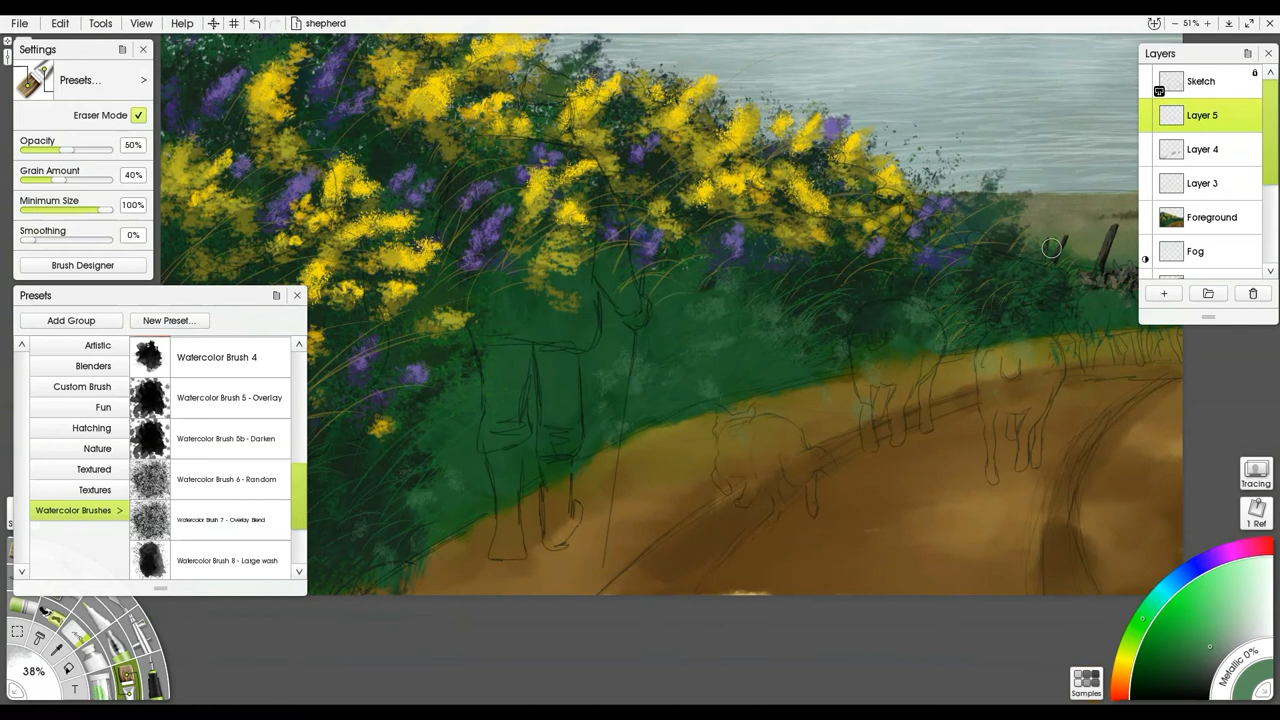 File Edit Tools View Help shepherd 51%
Settings
Presets...
Eraser Mode
Opacity 50%
Grain Amount 40%
Minimum Size 100%
Smoothing 0%
Brush Designer
Presets
Add Group New Preset...
Artistic
Blenders
Custom Brush
Fun
Hatching
Nature
Textured
Textures
Watercolor Brushes >
Watercolor Brush 4
Watercolor Brush 5 - Overlay
Watercolor Brush 5b - Darken
Watercolor Brush 6 - Random
Watercolor Brush 7 - Overlay Blend
Watercolor Brush 8 - Large wash
Layers
Sketch
Layer 5
Layer 4
Layer 3
Foreground
Fog
Tracing
1 Ref
Metallic 0%
Samples
38%
T